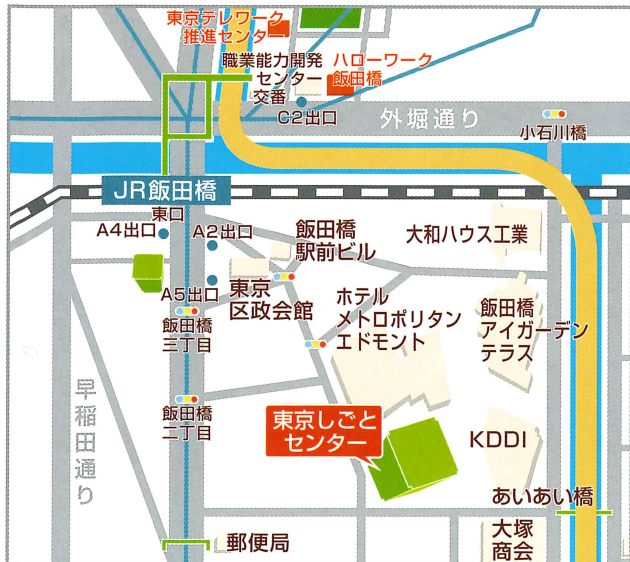 東京テレワーク
推進センタ
職業能力開発
センター
交番
ハローワーク
飯田橋
C2出口
外堀通り
小石川橋
JR飯田橋
東口
A4出口
A2出口
飯田橋
駅前ビル
大和ハウス工業
A5出口
東京
区政会館
ホテル
メトロポリタン
エドモント
飯田橋
アイガーデン
テラス
飯田橋
三丁目
早稲田通り
飯田橋
二丁目
東京しごと
センター
KDDI
あいあい橋
郵便局
大塚
商会